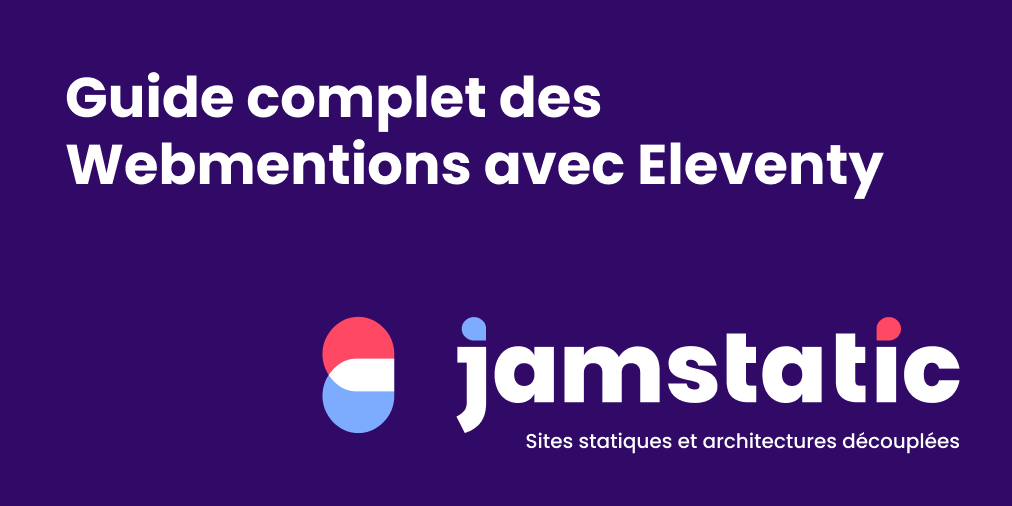 Guide complet des
Webmentions avec Eleventy
jamstatic
Sites statiques et architectures découplées